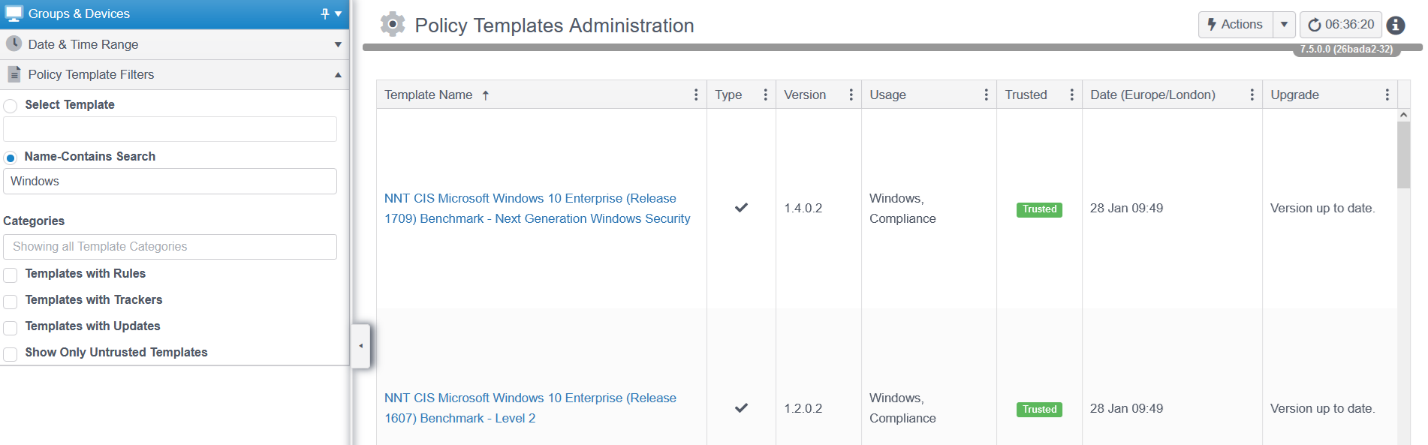 Groups & Devices
Date & Time Range
Policy Template Filters
Select Template
Name-Contains Search
Windows
Categories
Showing all Template Categories
Templates with Rules
Templates with Trackers
Templates with Updates
Show Only Untrusted Templates
Policy Templates Administration
Actions
06:36:20
7.5.0.0 (26bada2-32)
Template Name Type Version Usage Trusted Date (Europe/London) Upgrade
NNT CIS Microsoft Windows 10 Enterprise (Release
1709) Benchmark - Next Generation Windows Security
1.4.0.2
Windows,
Compliance
Trusted
28 Jan 09:49
Version up to date.
NNT CIS Microsoft Windows 10 Enterprise (Release
1607) Benchmark - Level 2
1.2.0.2
Windows,
Compliance
Trusted
28 Jan 09:49
Version up to date.